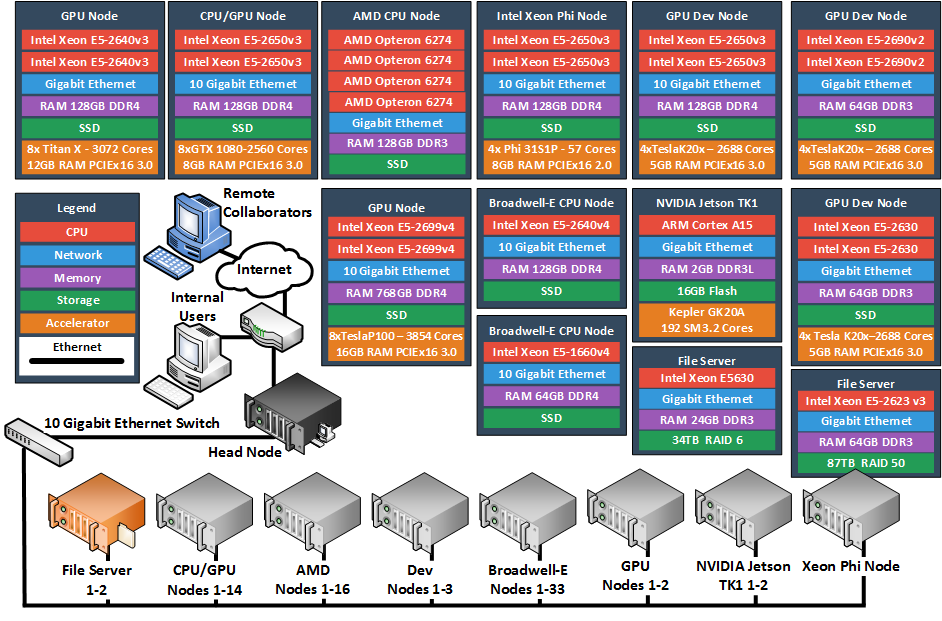 GPU Node
Intel Xeon E5-2640v3
Intel Xeon E5-2640v3
Gigabit Ethernet
RAM 128GB DDR4
SSD
8x Titan X - 3072 Cores
12GB RAM PCIEx16 3.0
CPU/GPU Node
Intel Xeon E5-2650v3
Intel Xeon E5-2650v3
10 Gigabit Ethernet
RAM 128GB DDR4
SSD
8xGTX 1080-2560 Cores
8GB RAM PCIEx16 3.0
AMD CPU Node
AMD Opteron 6274
AMD Opteron 6274
AMD Opteron 6274
AMD Opteron 6274
Gigabit Ethernet
RAM 128GB DDR3
SSD
Intel Xeon Phi Node
Intel Xeon E5-2650v3
Intel Xeon E5-2650v3
10 Gigabit Ethernet
RAM 128GB DDR4
SSD
4x Phi 31S1P - 57 Cores
8GB RAM PCIEx16 2.0
GPU Dev Node
Intel Xeon E5-2650v3
Intel Xeon E5-2650v3
10 Gigabit Ethernet
RAM 128GB DDR4
SSD
4xTeslaK20x – 2688 Cores
5GB RAM PCIEx16 3.0
GPU Dev Node
Intel Xeon E5-2690v2
Intel Xeon E5-2690v2
Gigabit Ethernet
RAM 64GB DDR3
SSD
4xTeslaK20x – 2688 Cores
5GB RAM PCIEx16 3.0
Legend
CPU
Network
Memory
Storage
Accelerator
Ethernet
Remote
Collaborators
Internet
Internal
Users
Head Node
10 Gigabit Ethernet Switch
GPU Node
Intel Xeon E5-2699v4
Intel Xeon E5-2699v4
10 Gigabit Ethernet
RAM 768GB DDR4
SSD
8xTeslaP100 – 3854 Cores
16GB RAM PCIEx16 3.0
Broadwell-E CPU Node
Intel Xeon E5-2640v4
10 Gigabit Ethernet
RAM 128GB DDR4
SSD
Broadwell-E CPU Node
Intel Xeon E5-1660v4
10 Gigabit Ethernet
RAM 64GB DDR4
SSD
NVIDIA Jetson TK1
ARM Cortex A15
Gigabit Ethernet
RAM 2GB DDR3L
16GB Flash
Kepler GK20A
192 SM3.2 Cores
File Server
Intel Xeon E5630
Gigabit Ethernet
RAM 24GB DDR3
34TB RAID 6
GPU Dev Node
Intel Xeon E5-2630
Intel Xeon E5-2630
Gigabit Ethernet
RAM 64GB DDR3
SSD
4x Tesla K20x–2688 Cores
5GB RAM PCIEx16 3.0
File Server
Intel Xeon E5-2623 v3
Gigabit Ethernet
RAM 64GB DDR3
87TB RAID 50
File Server
1-2
CPU/GPU
Nodes 1-14
AMD
Nodes 1-16
Dev
Nodes 1-3
Broadwell-E
Nodes 1-33
GPU
Nodes 1-2
NVIDIA Jetson
TK1 1-2
Xeon Phi Node